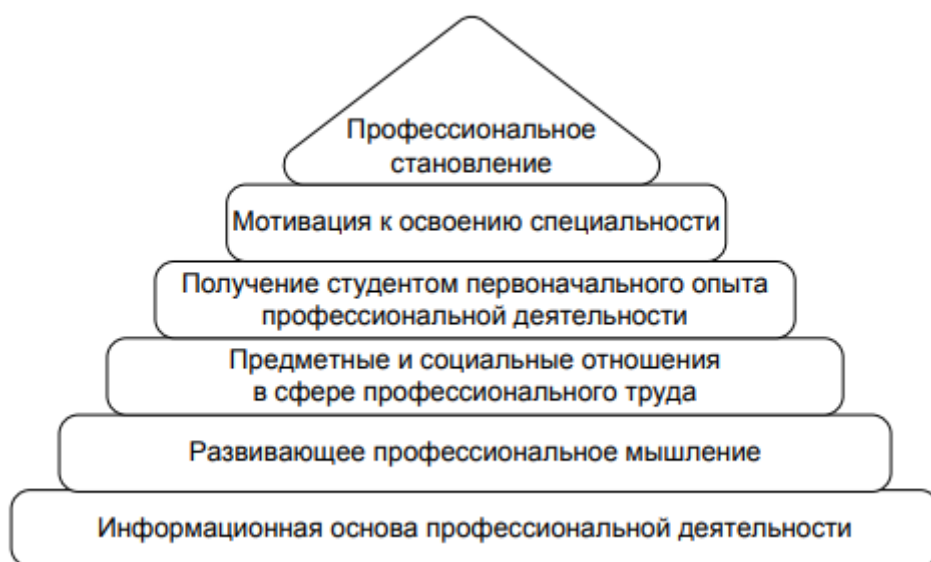 Профессиональное
становление
Мотивация к освоению специальности
Получение студентом первоначального опыта
профессиональной деятельности
Предметные и социальные отношения
в сфере профессионального труда
Развивающее профессиональное мышление
Информационная основа профессиональной деятельности